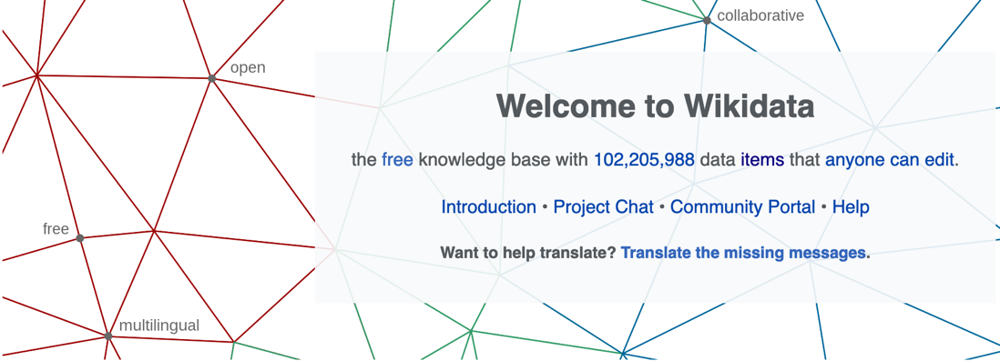 collaborative
open
Welcome to Wikidata
the free knowledge base with 102,205,988 data items that anyone can edit.
Introduction • Project Chat • Community Portal • Help
free
Want to help translate? Translate the missing messages.
multilingual